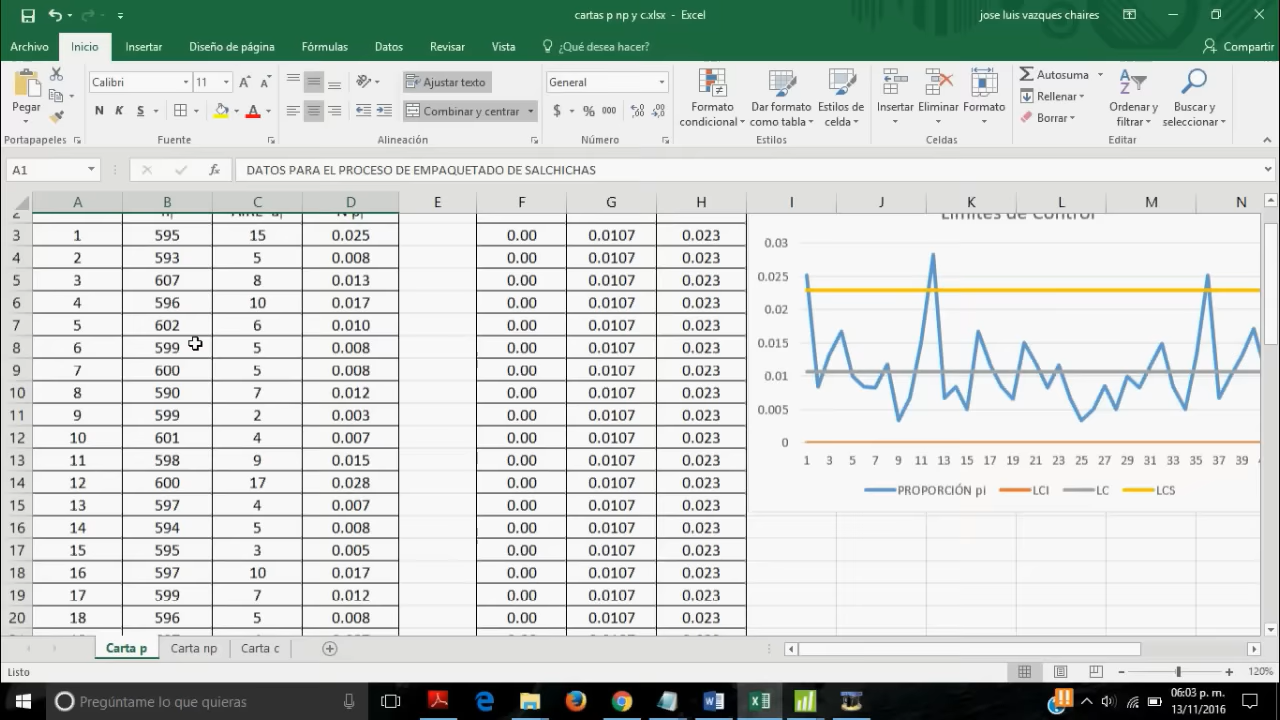 cartas p np y c.xlsx - Excel
jose luis vazques chaires
Archivo Inicio Insertar Diseño de página Fórmulas Datos Revisar Vista ¿Qué desea hacer? Compartir
Pegar
Calibri 11
N K S
Ajustar texto
Combinar y centrar
General
$ % 000
Formato condicional
Dar formato como tabla
Estilos de celda
Insertar Eliminar Formato
Autosuma
Rellenar
Borrar
Ordenar y filtrar
Buscar y seleccionar
Portapapeles Fuente Alineación Número Estilos Celdas Editar
A1 fx DATOS PARA EL PROCESO DE EMPAQUETADO DE SALCHICHAS
A B C D E F G H I J K L M N
3 1 595 15 0.025 0.00 0.0107 0.023
4 2 593 5 0.008 0.00 0.0107 0.023
5 3 607 8 0.013 0.00 0.0107 0.023
6 4 596 10 0.017 0.00 0.0107 0.023
7 5 602 6 0.010 0.00 0.0107 0.023
8 6 599 5 0.008 0.00 0.0107 0.023
9 7 600 5 0.008 0.00 0.0107 0.023
10 8 590 7 0.012 0.00 0.0107 0.023
11 9 599 2 0.003 0.00 0.0107 0.023
12 10 601 4 0.007 0.00 0.0107 0.023
13 11 598 9 0.015 0.00 0.0107 0.023
14 12 600 17 0.028 0.00 0.0107 0.023
15 13 597 4 0.007 0.00 0.0107 0.023
16 14 594 5 0.008 0.00 0.0107 0.023
17 15 595 3 0.005 0.00 0.0107 0.023
18 16 597 10 0.017 0.00 0.0107 0.023
19 17 599 7 0.012 0.00 0.0107 0.023
20 18 596 5 0.008 0.00 0.0107 0.023
Límites de Control
0.03
0.025
0.02
0.015
0.01
0.005
0
1 3 5 7 9 11 13 15 17 19 21 23 25 27 29 31 33 35 37 39
PROPORCIÓN pi LCI LC LCS
Carta p Carta np Carta c
Listo
120%
Pregúntame lo que quieras
06:03 p. m.
13/11/2016